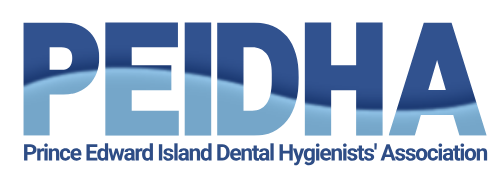 PEIDHA
Prince Edward Island Dental Hygienists' Association